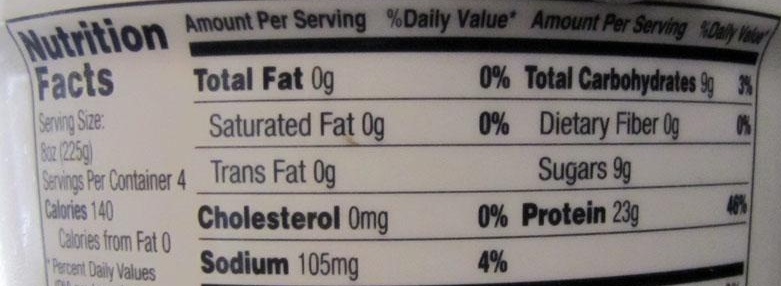 Nutrition Facts
Serving Size:
8oz (225g)
Servings Per Container 4
Calories 140
Calories from Fat 0
*Percent Daily Values
Amount Per Serving %Daily Value*
Total Fat 0g 0%
Saturated Fat 0g 0%
Trans Fat 0g
Cholesterol 0mg 0%
Sodium 105mg 4%
Amount Per Serving %Daily Value*
Total Carbohydrates 9g 3%
Dietary Fiber 0g 0%
Sugars 9g
Protein 23g 46%